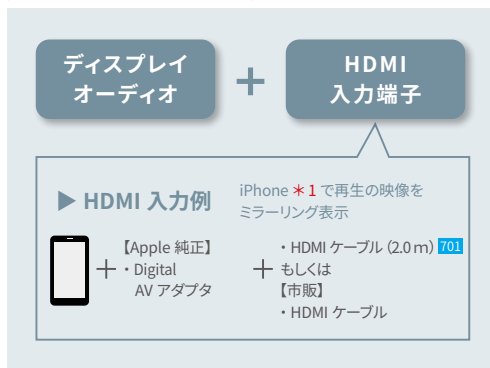 ディスプレイ
オーディオ
+
HDMI
入力端子
▶ HDMI 入力例
iPhone ＊1 で再生の映像を
ミラーリング表示
+
【Apple 純正】
・Digital
AV アダプタ
+
・HDMI ケーブル（2.0 m） 701
もしくは
【市販】
・HDMI ケーブル